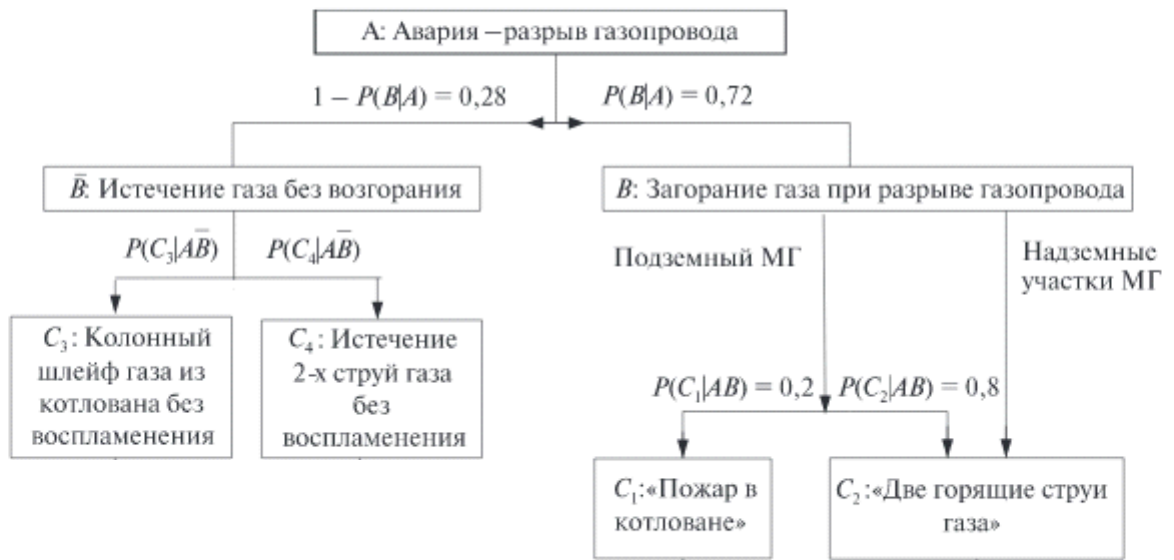 А: Авария – разрыв газопровода
1 – P(B|A) = 0,28
P(B|A) = 0,72
B̄: Истечение газа без возгорания
B: Загорание газа при разрыве газопровода
P(C₃|AB̄)
P(C₄|AB̄)
Подземный МГ
Надземные
участки МГ
C₃: Колонный
шлейф газа из
котлована без
воспламенения
C₄: Истечение
2-х струй газа
без
воспламенения
P(C₁|AB) = 0,2
P(C₂|AB) = 0,8
C₁:«Пожар в
котловане»
C₂:«Две горящие струи
газа»